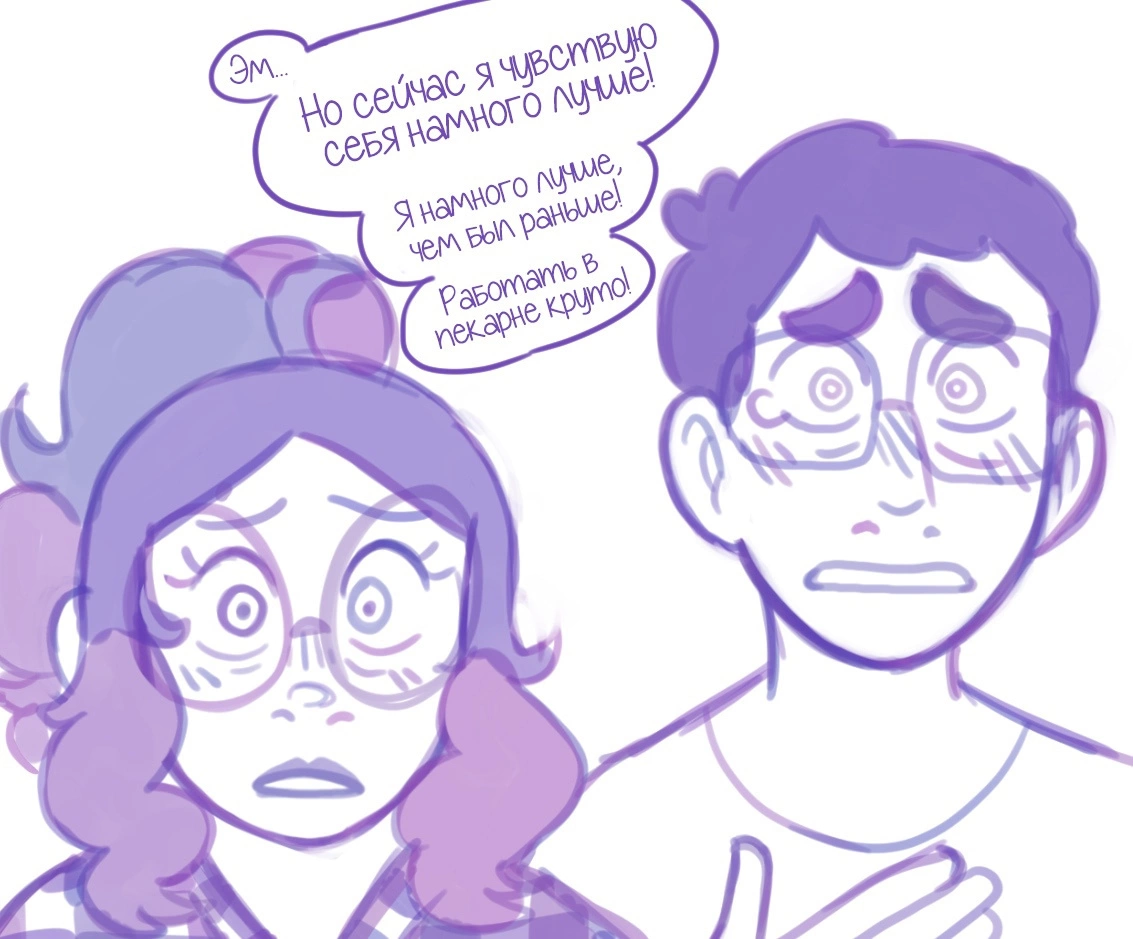 Эм...
Но сейчас я чувствую
себя намного лучше!
Я намного лучше,
чем был раньше!
Работать в
пекарне круто!